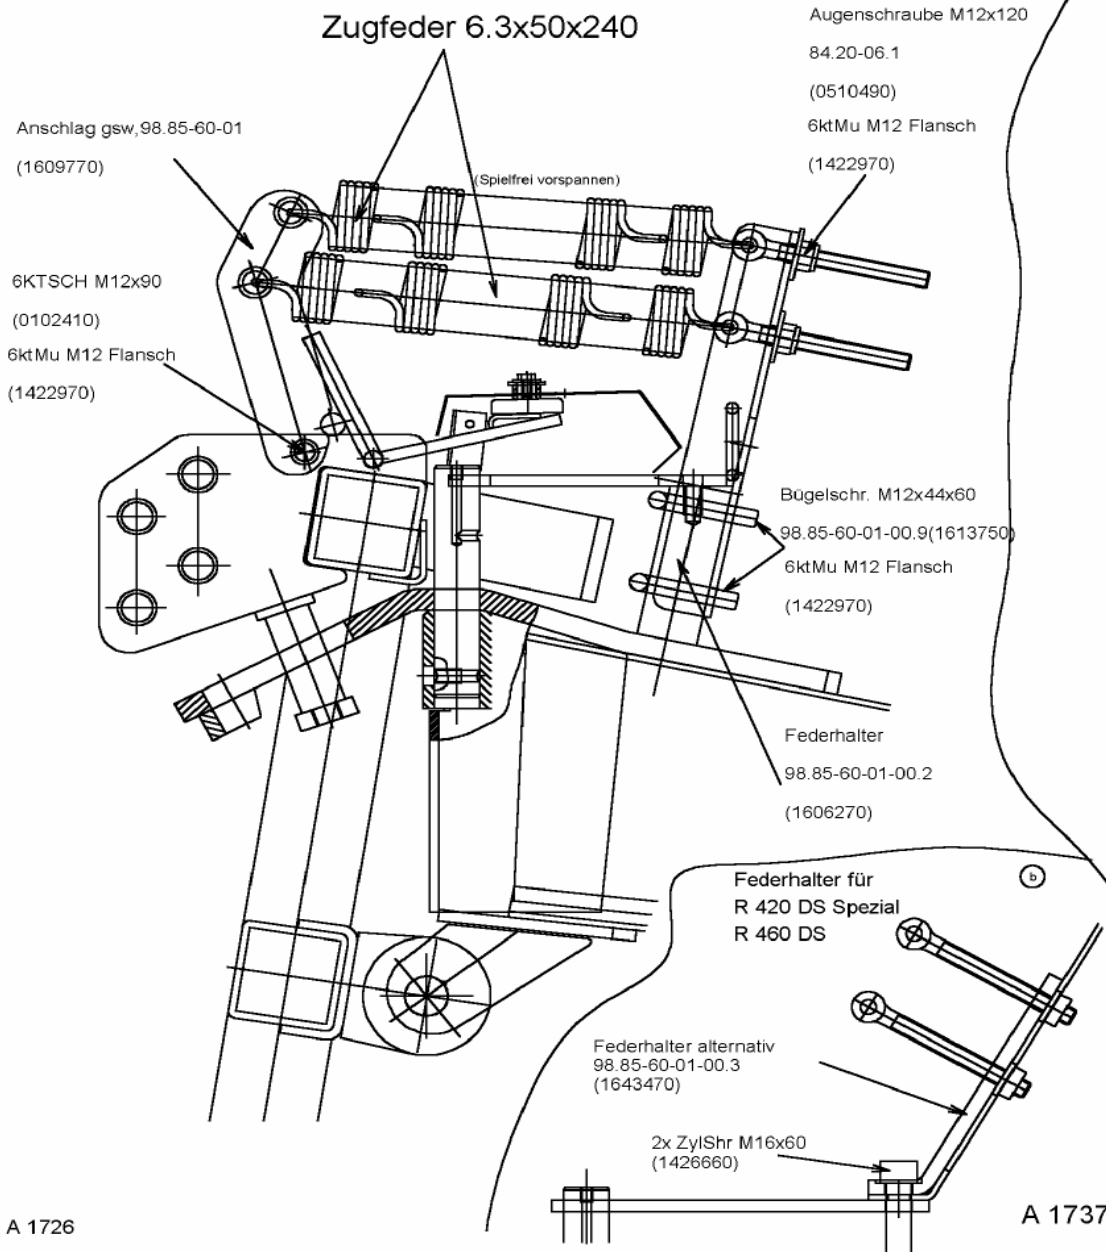 Zugfeder 6.3x50x240
Augenschraube M12x120
84.20-06.1
(0510490)
6ktMu M12 Flansch
(1422970)
Anschlag gsw,98.85-60-01
(1609770)
(Spielfrei vorspannen)
6KTSCH M12x90
(0102410)
6ktMu M12 Flansch
(1422970)
Bügelschr. M12x44x60
98.85-60-01-00.9(1613750)
6ktMu M12 Flansch
(1422970)
Federhalter
98.85-60-01-00.2
(1606270)
Federhalter für
R 420 DS Spezial
R 460 DS
b
Federhalter alternativ
98.85-60-01-00.3
(1643470)
2x ZylShr M16x60
(1426660)
A 1726
A 1737